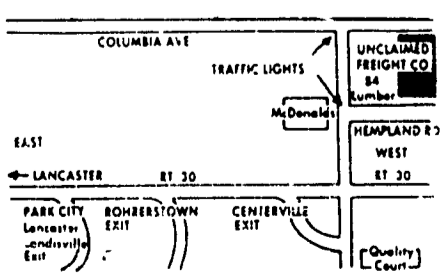 COLUMBIA AVE
UNCLAIMED
FREIGHT CO
84
Lumber
TRAFFIC LIGHTS
McDonalds
HEMPLAND RD
WEST
RT 30
EAST
← LANCASTER RT 30
PARK CITY
Lancaster
Landisville
Exit
ROHRERSTOWN
EXIT
CENTERVILLE
EXIT
Quality
Court